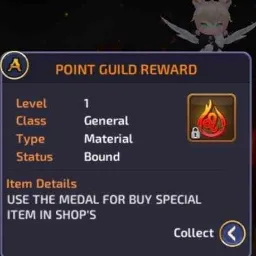 POINT GUILD REWARD
Level 1
Class General
Type Material
Status Bound
Item Details
USE THE MEDAL FOR BUY SPECIAL
ITEM IN SHOP'S
Collect